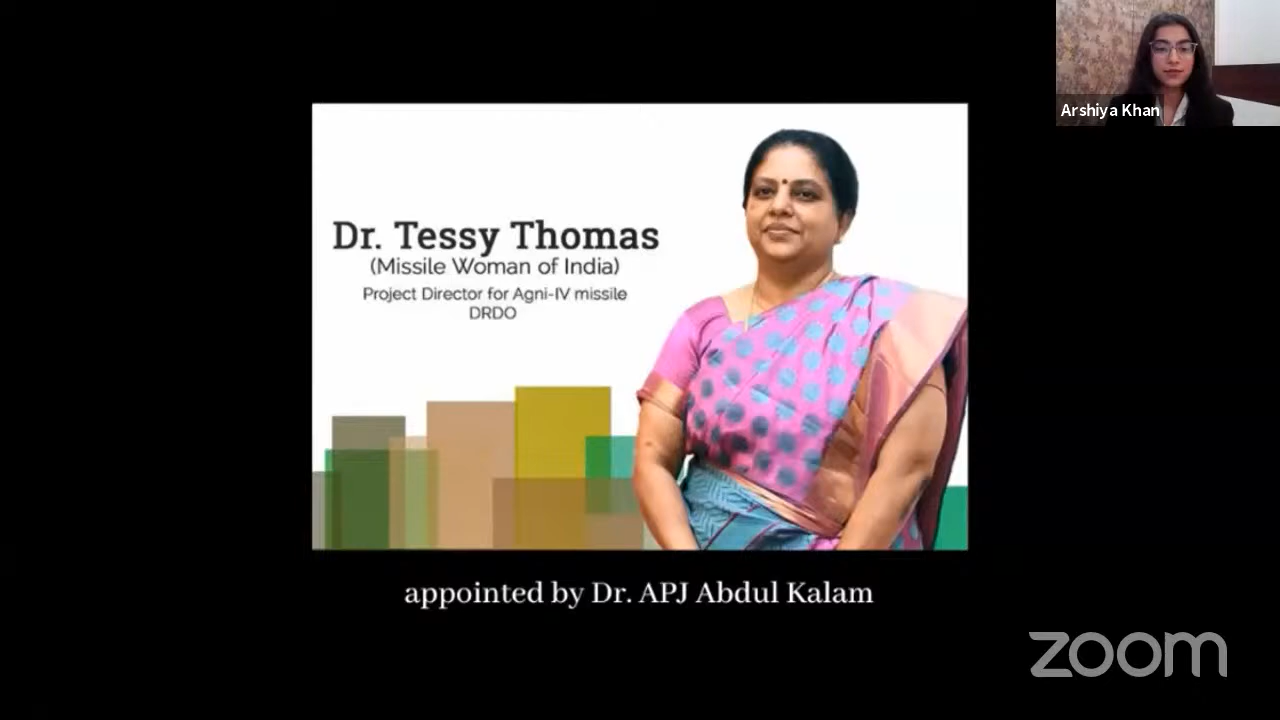 Arshiya Khan
Dr. Tessy Thomas
(Missile Woman of India)
Project Director for Agni-IV missile
DRDO
appointed by Dr. APJ Abdul Kalam
zoom